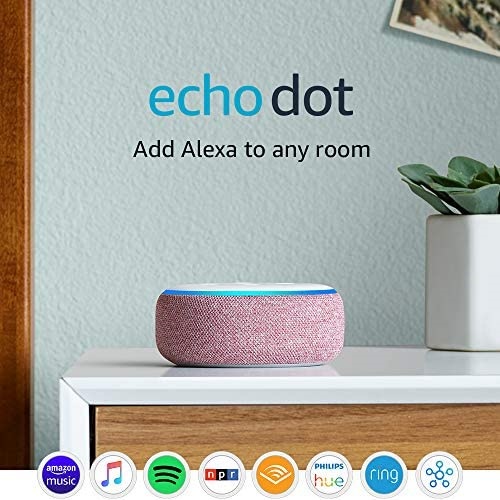 echo dot
Add Alexa to any room
amazon
music
npr
PHILIPS
hue
ring